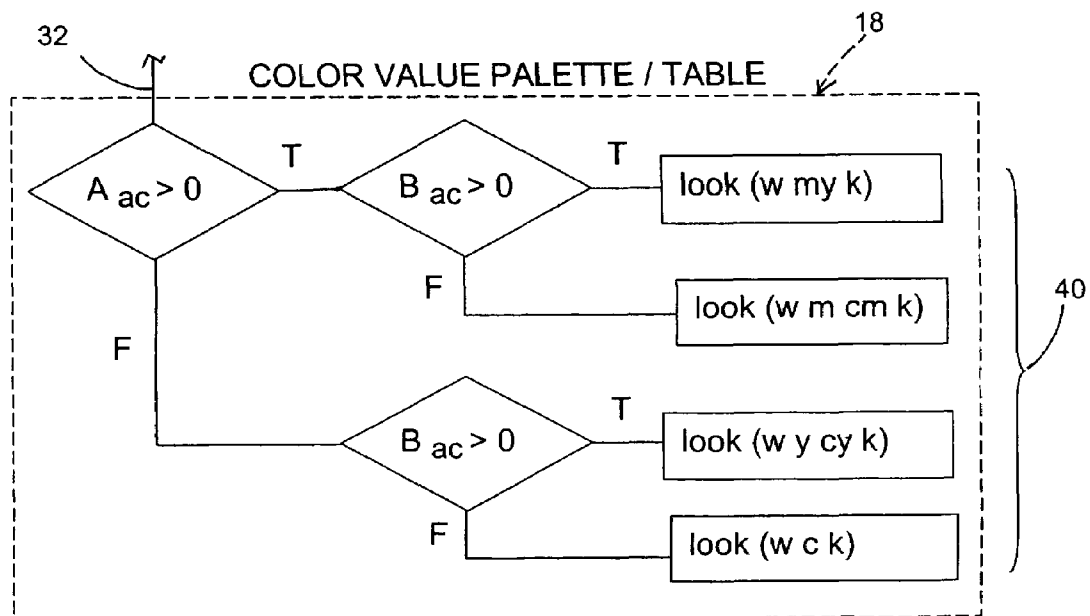 32
18
COLOR VALUE PALETTE / TABLE
A ac > 0
T
B ac > 0
T
look (w my k)
F
look (w m cm k)
40
F
B ac > 0
T
look (w y cy k)
F
look (w c k)